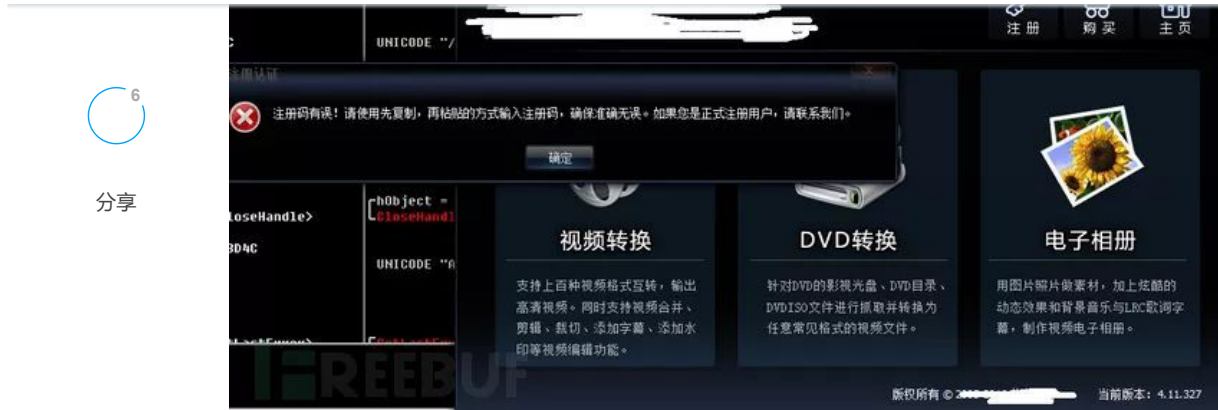 6
分享
UNICODE "/
注册
购买
主页
注册认证
注册码有误！请使用先复制，再粘贴的方式输入注册码，确保准确无误。如果您是正式注册用户，请联系我们。
确定
hObject =
CloseHandl
loseHandle>
3D4C
UNICODE "A
视频转换
支持上百种视频格式互转，输出
高清视频。同时支持视频合并、
剪辑、裁切、添加字幕、添加水
印等视频编辑功能。
DVD转换
针对DVD的影视光盘、DVD目录、
DVDISO文件进行抓取并转换为
任意常见格式的视频文件。
电子相册
用图片照片做素材，加上炫酷的
动态效果和背景音乐与LRC歌词字
幕，制作视频电子相册。
FREEBUF
版权所有 ©
当前版本：4.11.327